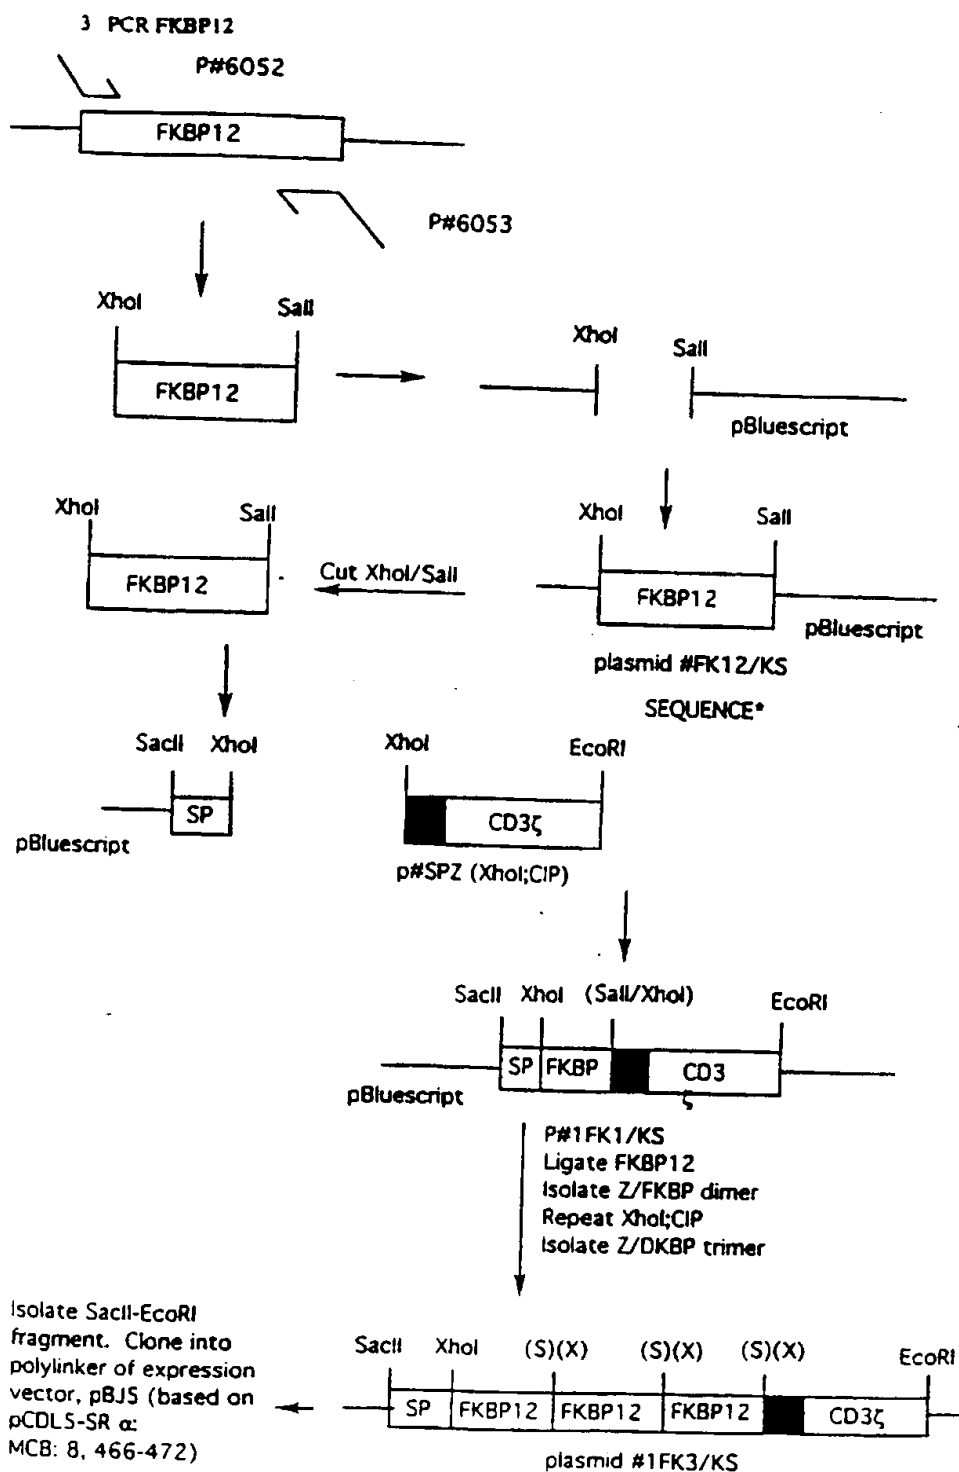 3 PCR FKBP12
P#6052
FKBP12
P#6053
XhoI SalI
FKBP12
XhoI SalI
pBluescript
XhoI SalI
FKBP12
Cut XhoI/SalI
XhoI SalI
FKBP12
pBluescript
plasmid #FK12/KS
SEQUENCE*
SacII XhoI
SP
pBluescript
XhoI EcoRI
CD3ζ
p#SPZ (XhoI;CIP)
SacII XhoI (SalI/XhoI) EcoRI
SP FKBP CD3
ζ
pBluescript
P#1FK1/KS
Ligate FKBP12
Isolate Z/FKBP dimer
Repeat XhoI;CIP
Isolate Z/DKBP trimer
Isolate SacII-EcoRI
fragment. Clone into
polylinker of expression
vector, pBJ5 (based on
pCDL5-SR α:
MCB: 8, 466-472)
SacII XhoI (S)(X) (S)(X) (S)(X) EcoRI
SP FKBP12 FKBP12 FKBP12 CD3ζ
plasmid #1FK3/KS